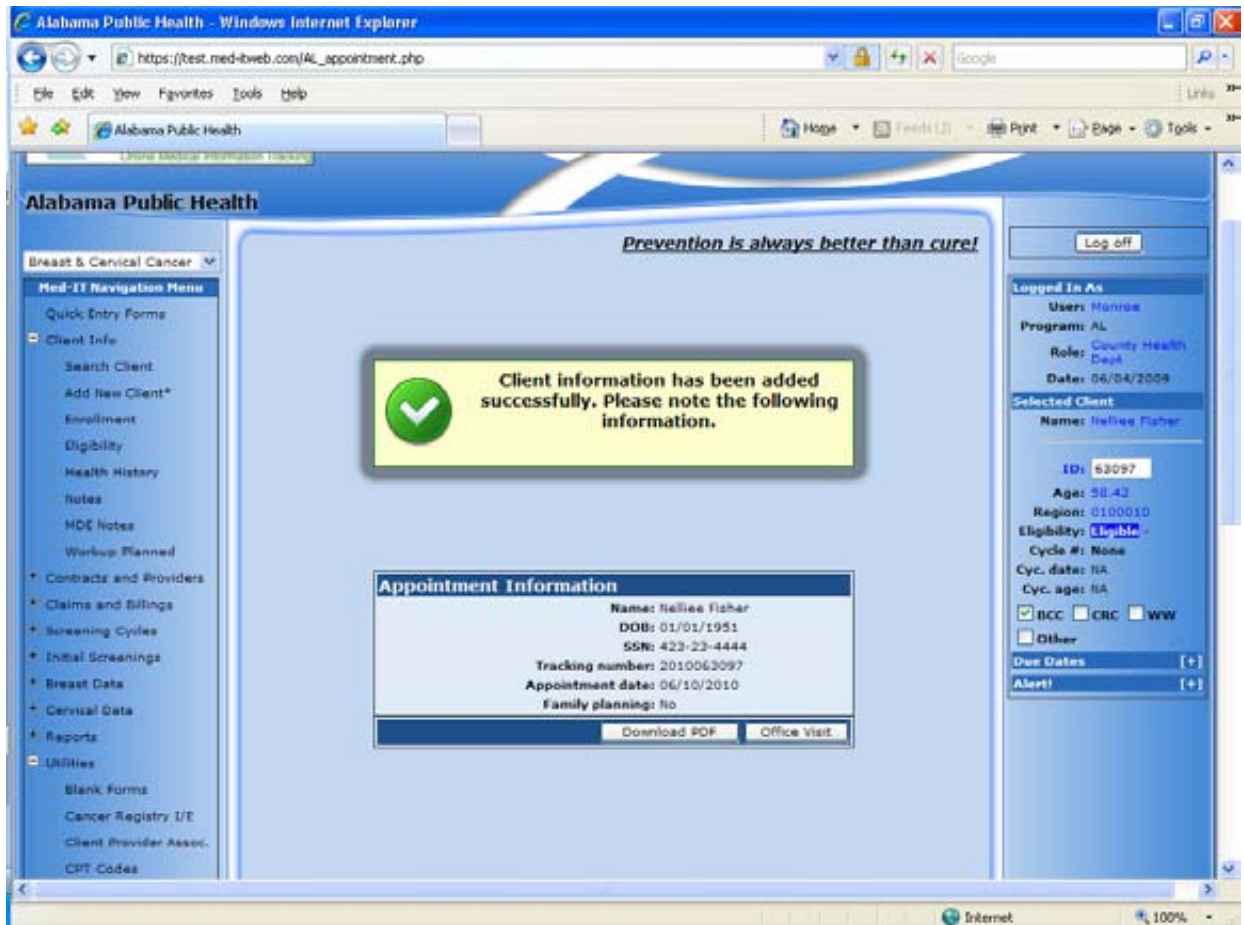 Alabama Public Health - Windows Internet Explorer
https://test.med-itweb.com/AL_appointment.php
Google
File Edit View Favorites Tools Help
Links
Alabama Public Health
Home Feeds (J) Print Page Tools
Online Medical Information Tracking
Alabama Public Health
Prevention is always better than cure!
Breast & Cervical Cancer
Med-IT Navigation Menu
Quick Entry Forms
Client Info
Search Client
Add New Client*
Enrollment
Eligibility
Health History
Notes
MDE Notes
Workup Planned
Contracts and Providers
Claims and Billings
Screening Cycles
Initial Screenings
Breast Data
Cervical Data
Reports
Utilities
Blank Forms
Cancer Registry I/E
Client Provider Assoc.
CPT Codes
Client information has been added
successfully. Please note the following
information.
Appointment Information
Name: Nelliee Fisher
DOB: 01/01/1951
SSN: 423-23-4444
Tracking number: 2010063097
Appointment date: 06/10/2010
Family planning: No
Download PDF Office Visit
Log off
Logged In As
User: Monroe
Program: AL
Role: County Health
Dept
Date: 06/04/2009
Selected Client
Name: Nelliee Fisher
ID: 63097
Age: 58.42
Region: 0100010
Eligibility: Eligible -
Cycle #: None
Cyc. date: NA
Cyc. age: NA
BCC CRC WW
Other
Due Dates [+]
Alert! [+]
Internet 100%